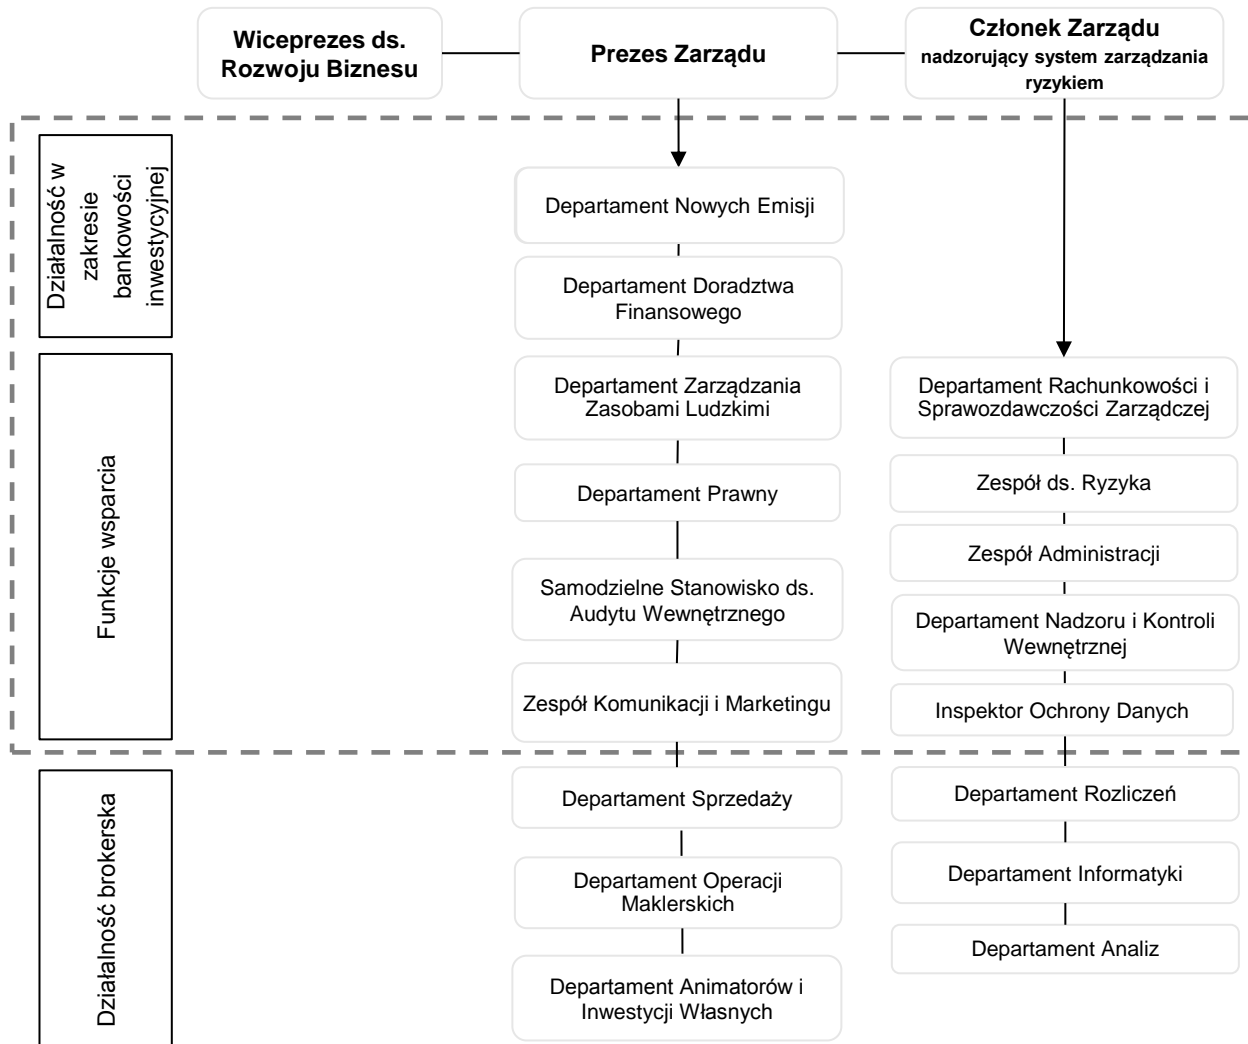 Wiceprezes ds.
Rozwoju Biznesu
Prezes Zarządu
Członek Zarządu
nadzorujący system zarządzania
ryzykiem
Działalność w
zakresie
bankowości
inwestycyjnej
Departament Nowych Emisji
Departament Doradztwa
Finansowego
Funkcje wsparcia
Departament Zarządzania
Zasobami Ludzkimi
Departament Prawny
Samodzielne Stanowisko ds.
Audytu Wewnętrznego
Zespół Komunikacji i Marketingu
Departament Rachunkowości i
Sprawozdawczości Zarządczej
Zespół ds. Ryzyka
Zespół Administracji
Departament Nadzoru i Kontroli
Wewnętrznej
Inspektor Ochrony Danych
Działalność brokerska
Departament Sprzedaży
Departament Operacji
Maklerskich
Departament Animatorów i
Inwestycji Własnych
Departament Rozliczeń
Departament Informatyki
Departament Analiz